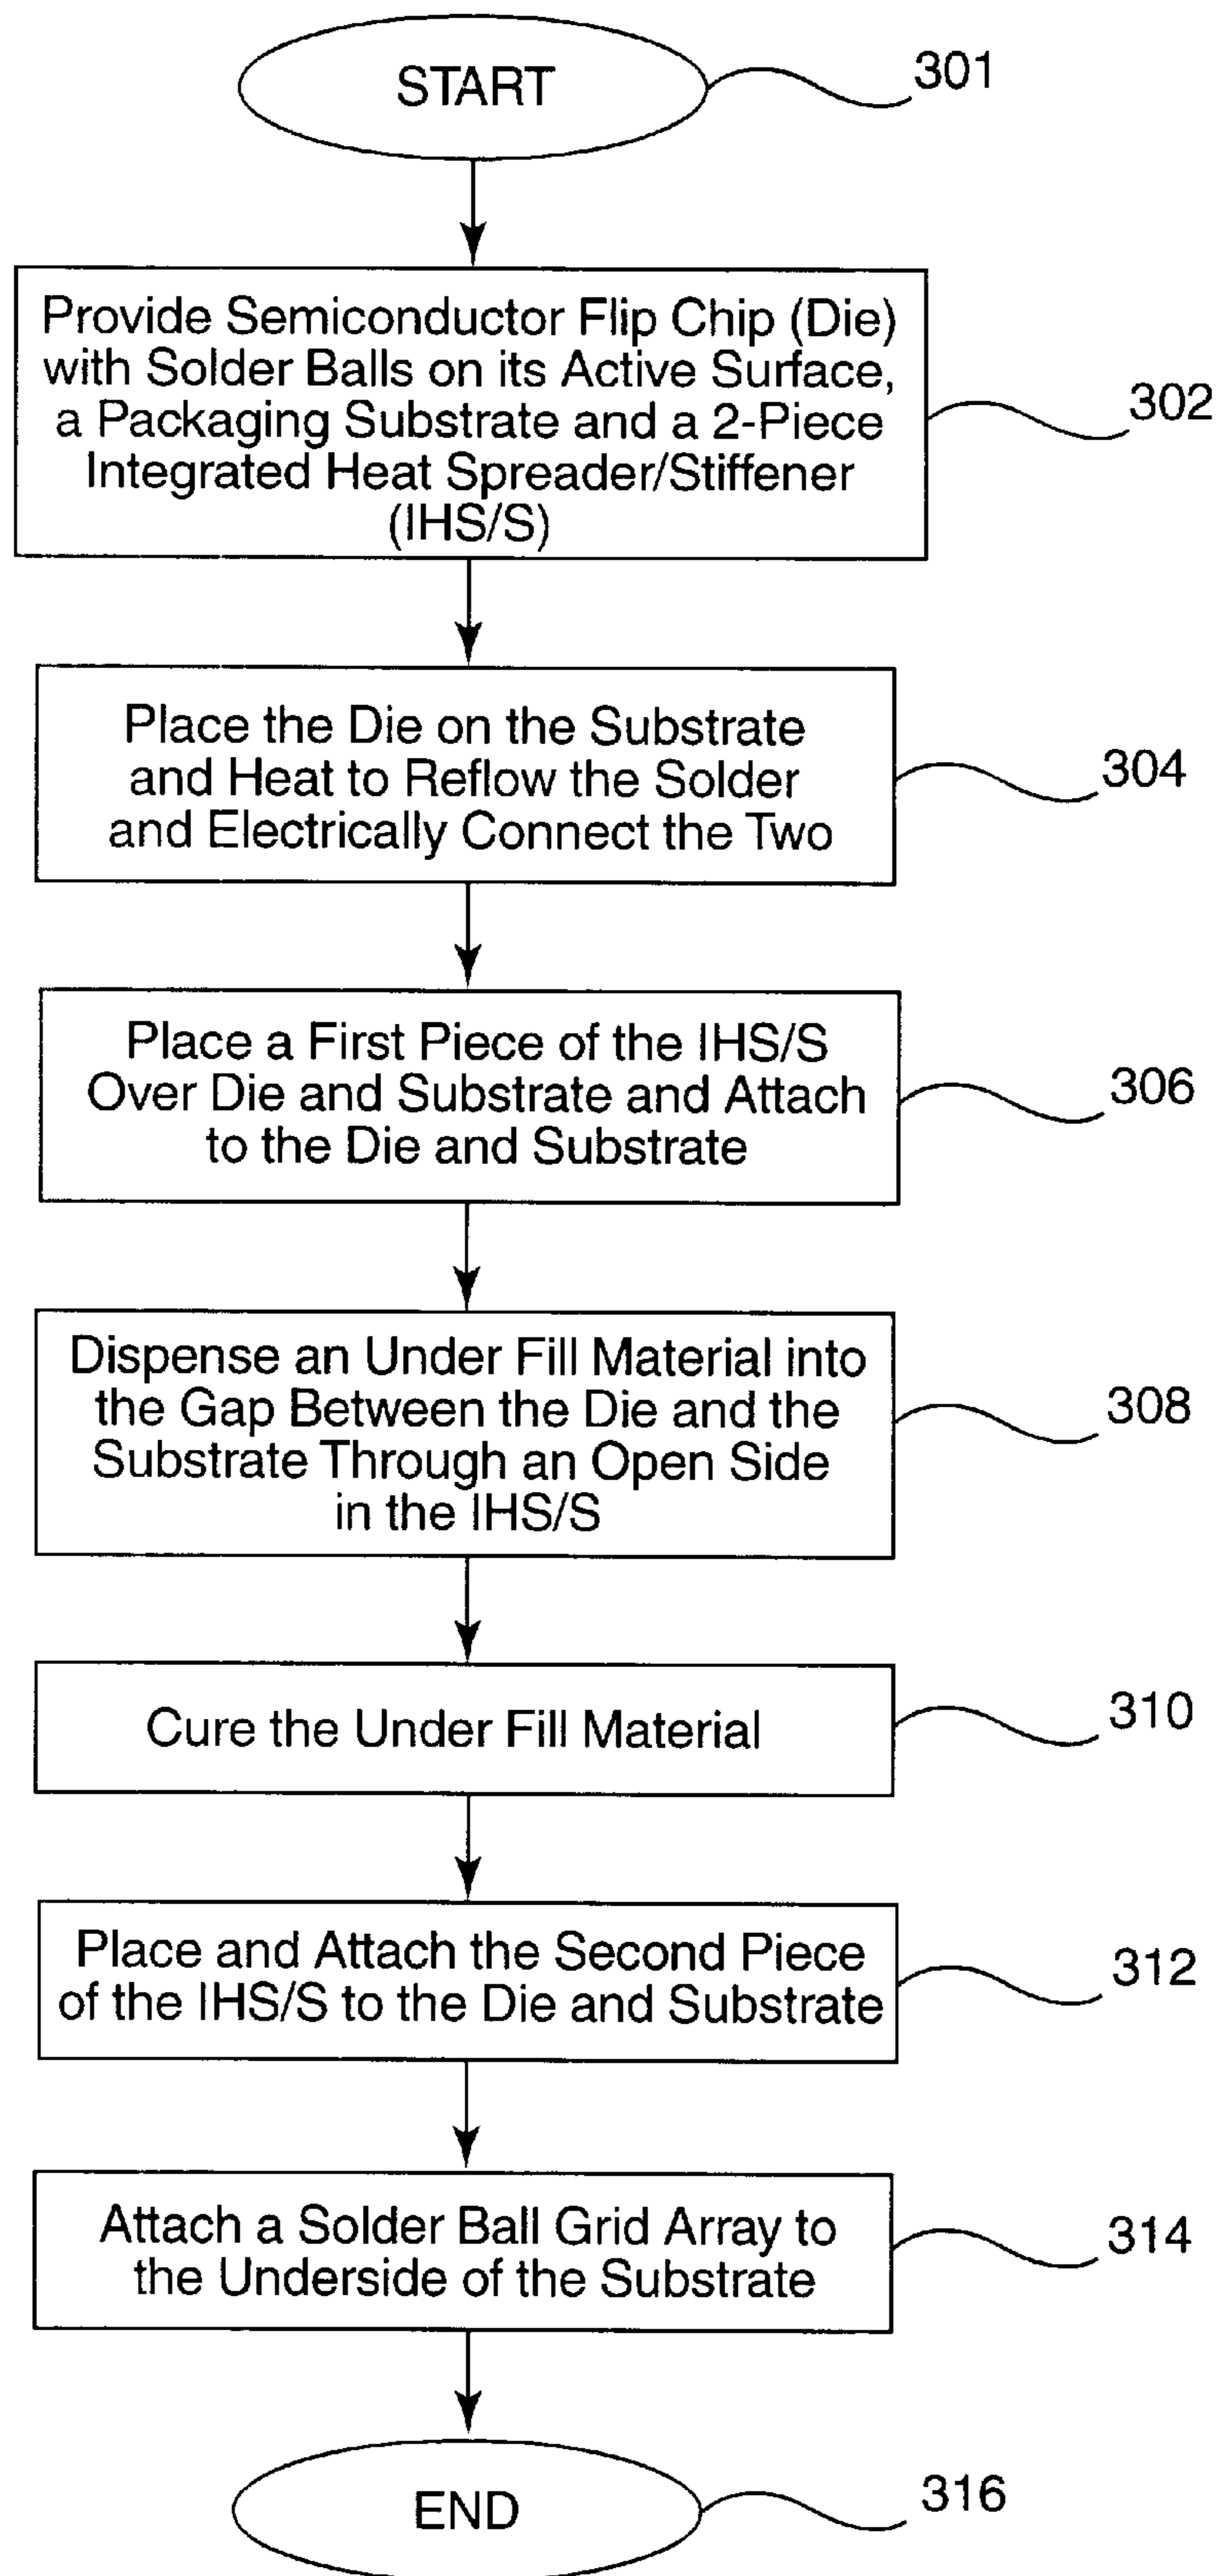 START
301
Provide Semiconductor Flip Chip (Die)
with Solder Balls on its Active Surface,
a Packaging Substrate and a 2-Piece
Integrated Heat Spreader/Stiffener
(IHS/S)
302
Place the Die on the Substrate
and Heat to Reflow the Solder
and Electrically Connect the Two
304
Place a First Piece of the IHS/S
Over Die and Substrate and Attach
to the Die and Substrate
306
Dispense an Under Fill Material into
the Gap Between the Die and the
Substrate Through an Open Side
in the IHS/S
308
Cure the Under Fill Material
310
Place and Attach the Second Piece
of the IHS/S to the Die and Substrate
312
Attach a Solder Ball Grid Array to
the Underside of the Substrate
314
END
316